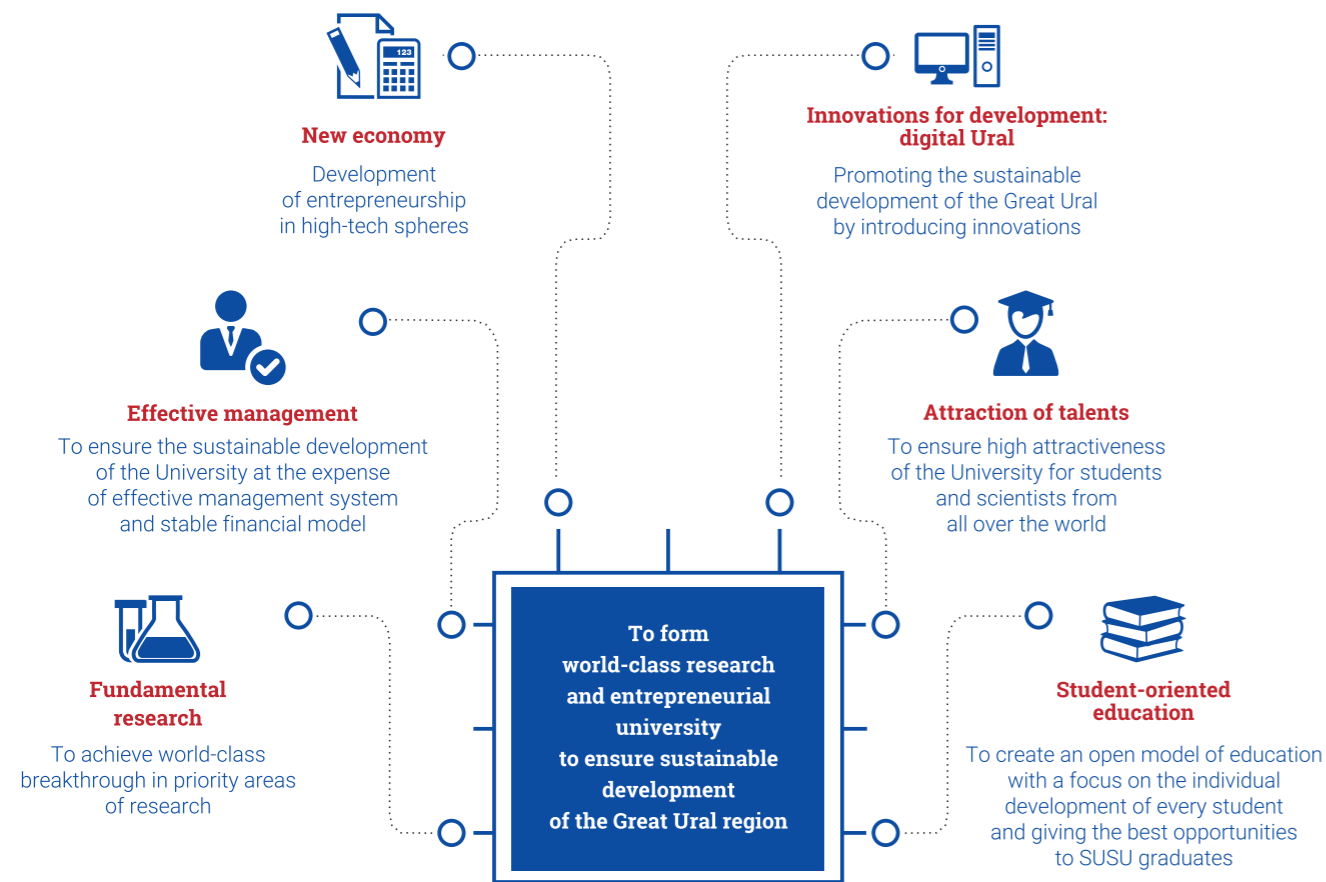 123
New economy
Development
of entrepreneurship
in high-tech spheres
Innovations for development:
digital Ural
Promoting the sustainable
development of the Great Ural
by introducing innovations
Effective management
To ensure the sustainable development
of the University at the expense
of effective management system
and stable financial model
Attraction of talents
To ensure high attractiveness
of the University for students
and scientists from
all over the world
Fundamental
research
To achieve world-class
breakthrough in priority areas
of research
To form
world-class research
and entrepreneurial
university
to ensure sustainable
development
of the Great Ural region
Student-oriented
education
To create an open model of education
with a focus on the individual
development of every student
and giving the best opportunities
to SUSU graduates